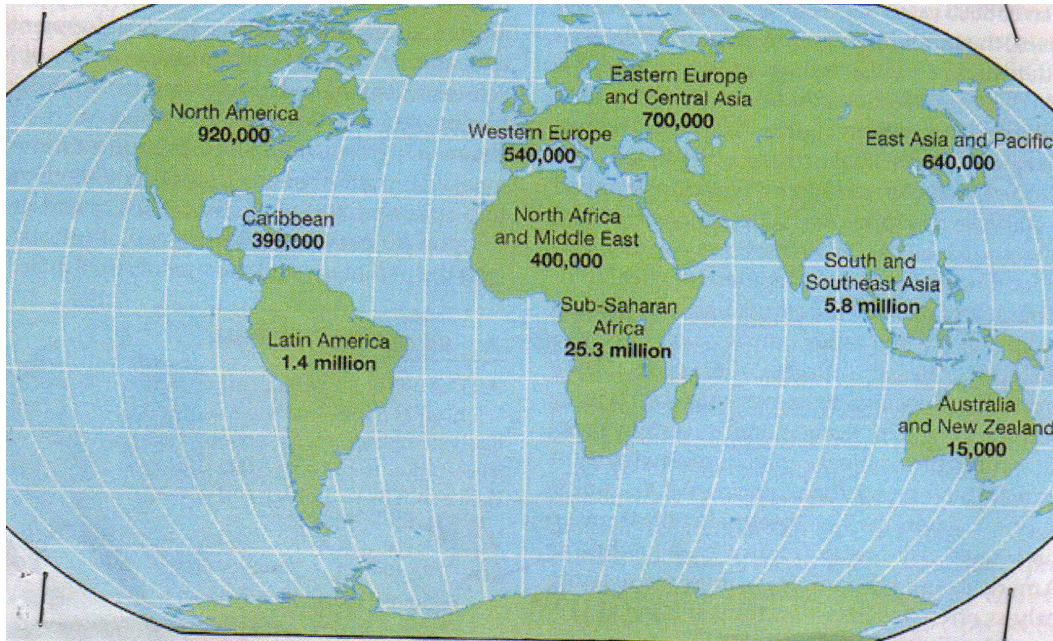 Eastern Europe
and Central Asia
700,000
North America
920,000
Western Europe
540,000
East Asia and Pacific
640,000
Caribbean
390,000
North Africa
and Middle East
400,000
South and
Southeast Asia
5.8 million
Sub-Saharan
Africa
25.3 million
Latin America
1.4 million
Australia
and New Zealand
15,000